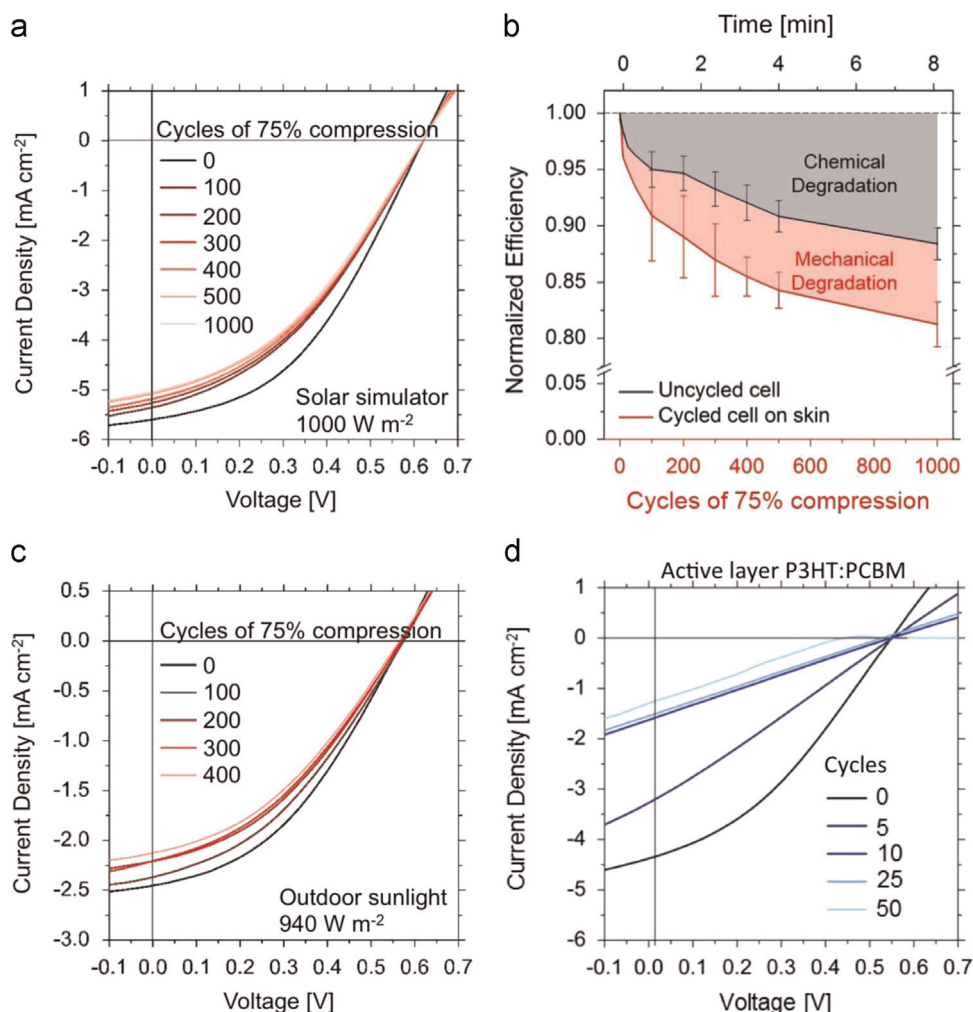 a
1
0
-1
-2
-3
-4
-5
-6
Current Density [mA cm-2]
Cycles of 75% compression
0
100
200
300
400
500
1000
Solar simulator
1000 W m-2
-0.1 0.0 0.1 0.2 0.3 0.4 0.5 0.6 0.7
Voltage [V]
b
Time [min]
0 2 4 6 8
1.00
0.95
0.90
0.85
0.80
0.05
0.00
Normalized Efficiency
Chemical
Degradation
Mechanical
Degradation
Uncycled cell
Cycled cell on skin
0 200 400 600 800 1000
Cycles of 75% compression
c
0.5
0.0
-0.5
-1.0
-1.5
-2.0
-2.5
-3.0
Current Density [mA cm-2]
Cycles of 75% compression
0
100
200
300
400
Outdoor sunlight
940 W m-2
-0.1 0.0 0.1 0.2 0.3 0.4 0.5 0.6 0.7
Voltage [V]
d
Active layer P3HT:PCBM
1
0
-1
-2
-3
-4
-5
-6
Current Density [mA cm-2]
Cycles
0
5
10
25
50
-0.1 0.0 0.1 0.2 0.3 0.4 0.5 0.6 0.7
Voltage [V]